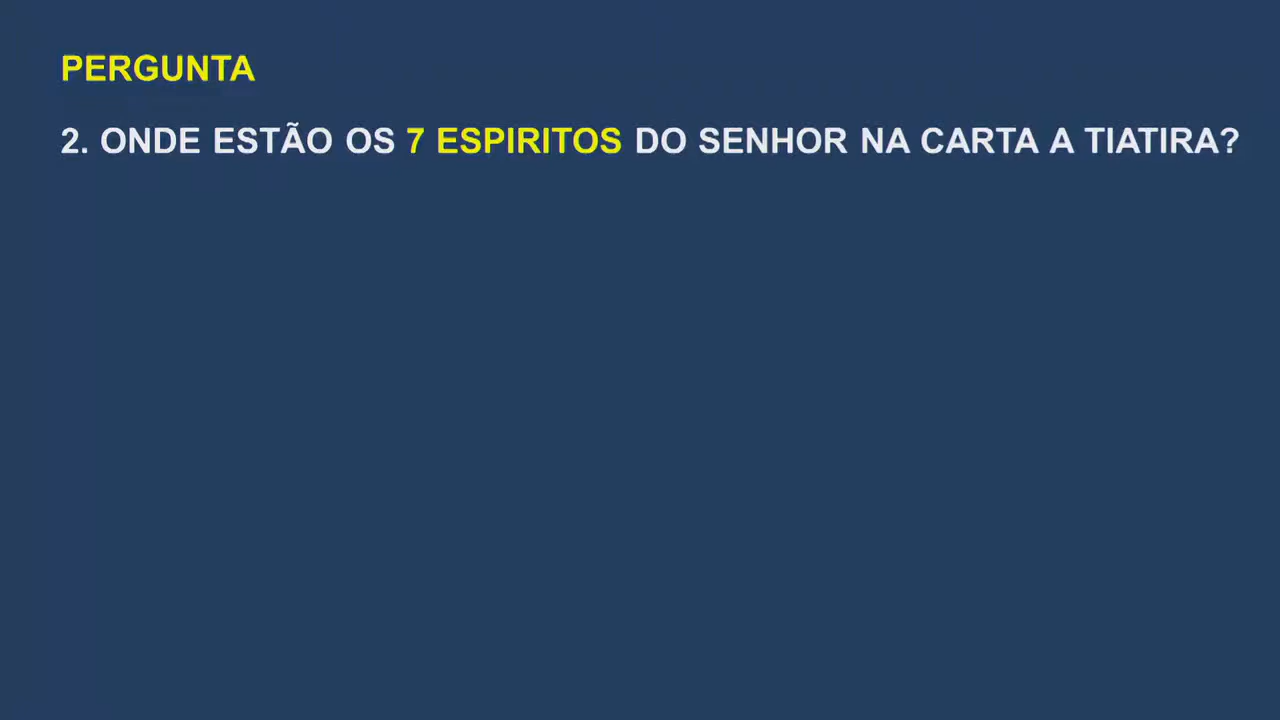 PERGUNTA
2. ONDE ESTÃO OS 7 ESPIRITOS DO SENHOR NA CARTA A TIATIRA?